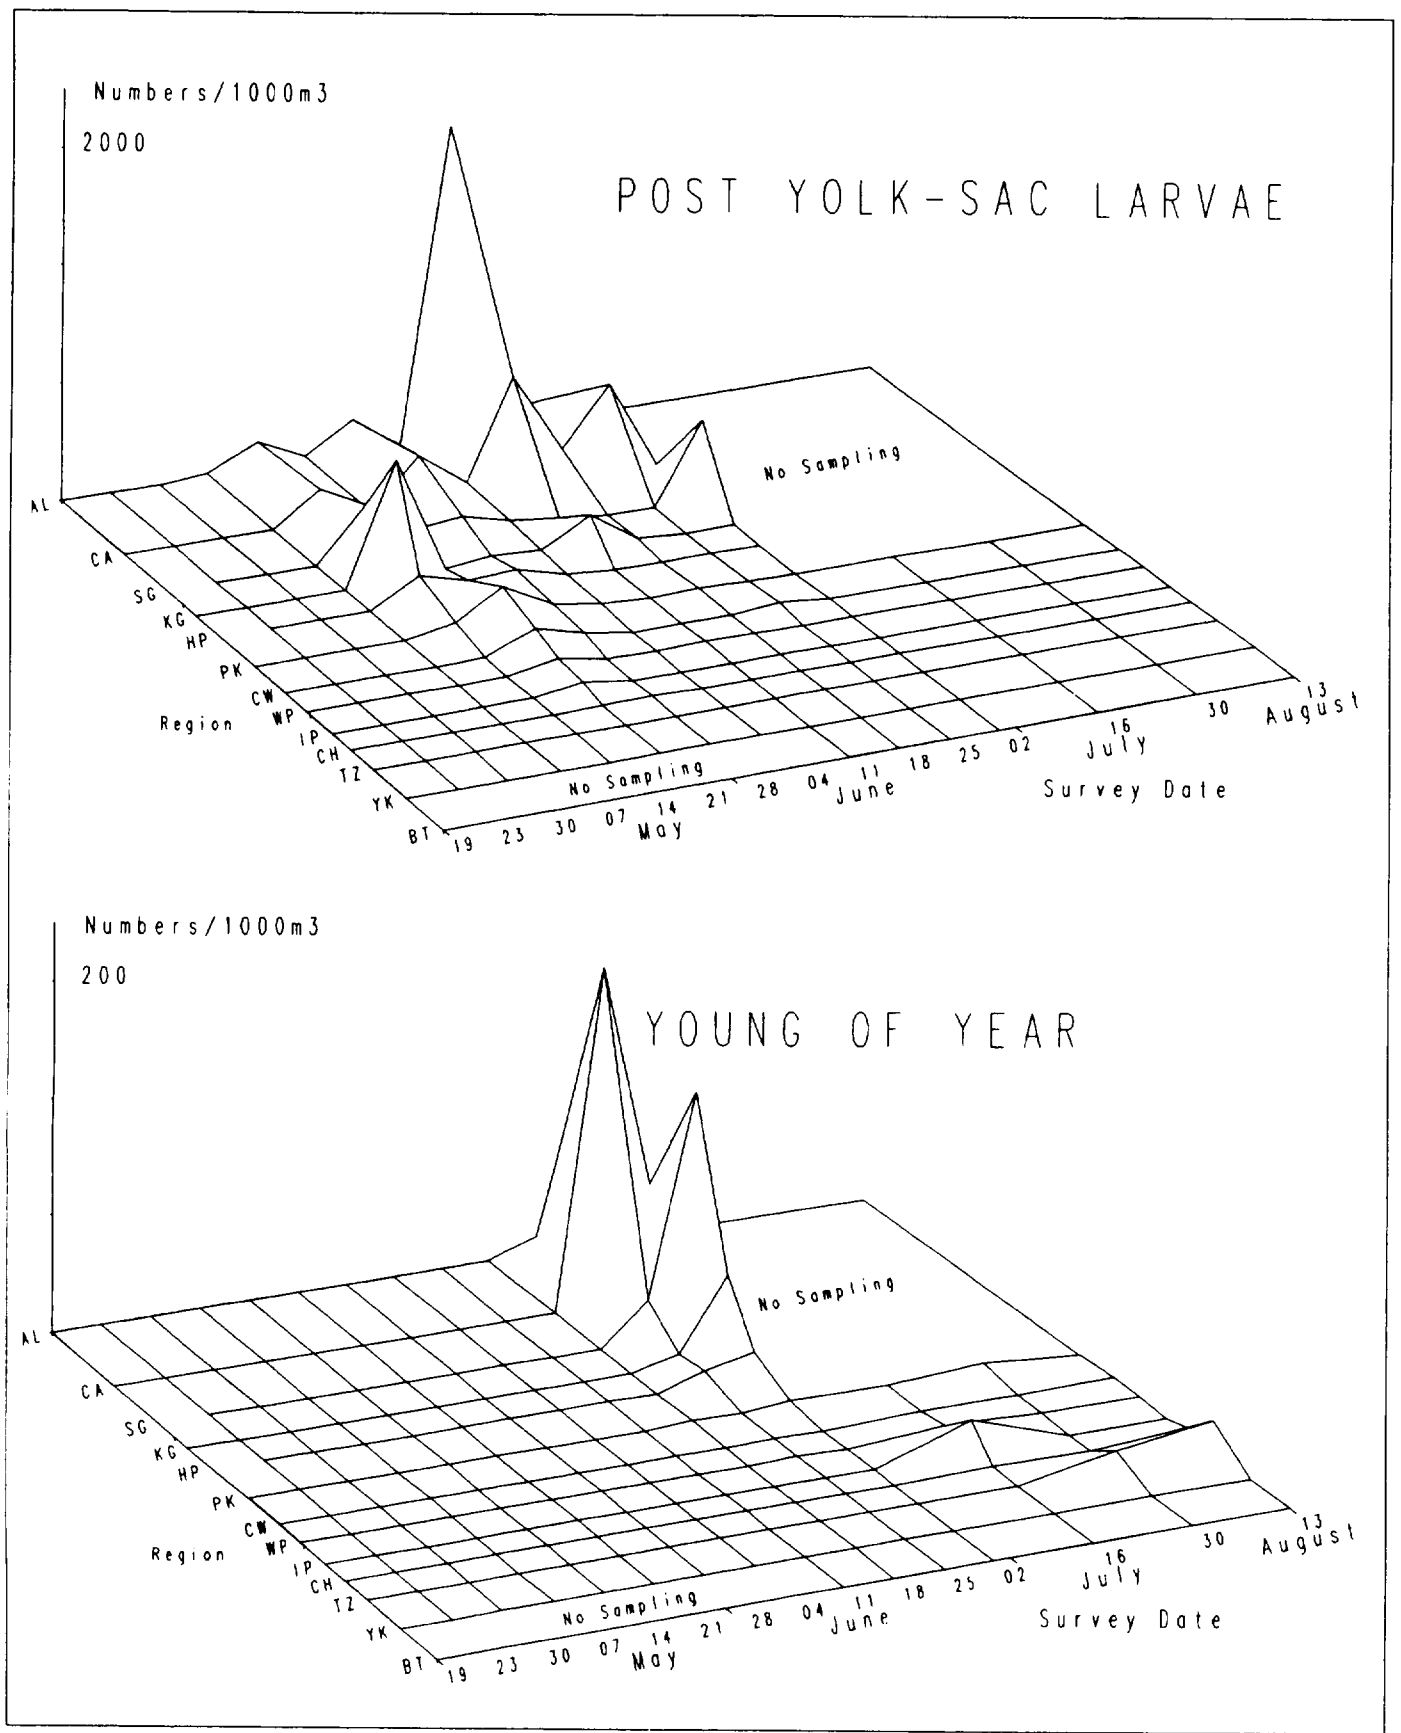 Numbers/1000m3
2000
POST YOLK-SAC LARVAE
No Sampling
AL
CA
SG
KG
HP
PK
CW
WP
IP
CH
TZ
YK
BT
Region
No Sampling
19 23 30 07 14 21 28 04 11 18 25 02 16 30 13
May June July August
Survey Date
Numbers/1000m3
200
YOUNG OF YEAR
No Sampling
AL
CA
SG
KG
HP
PK
CW
WP
IP
CH
TZ
YK
BT
Region
No Sampling
19 23 30 07 14 21 28 04 11 18 25 02 16 30 13
May June July August
Survey Date